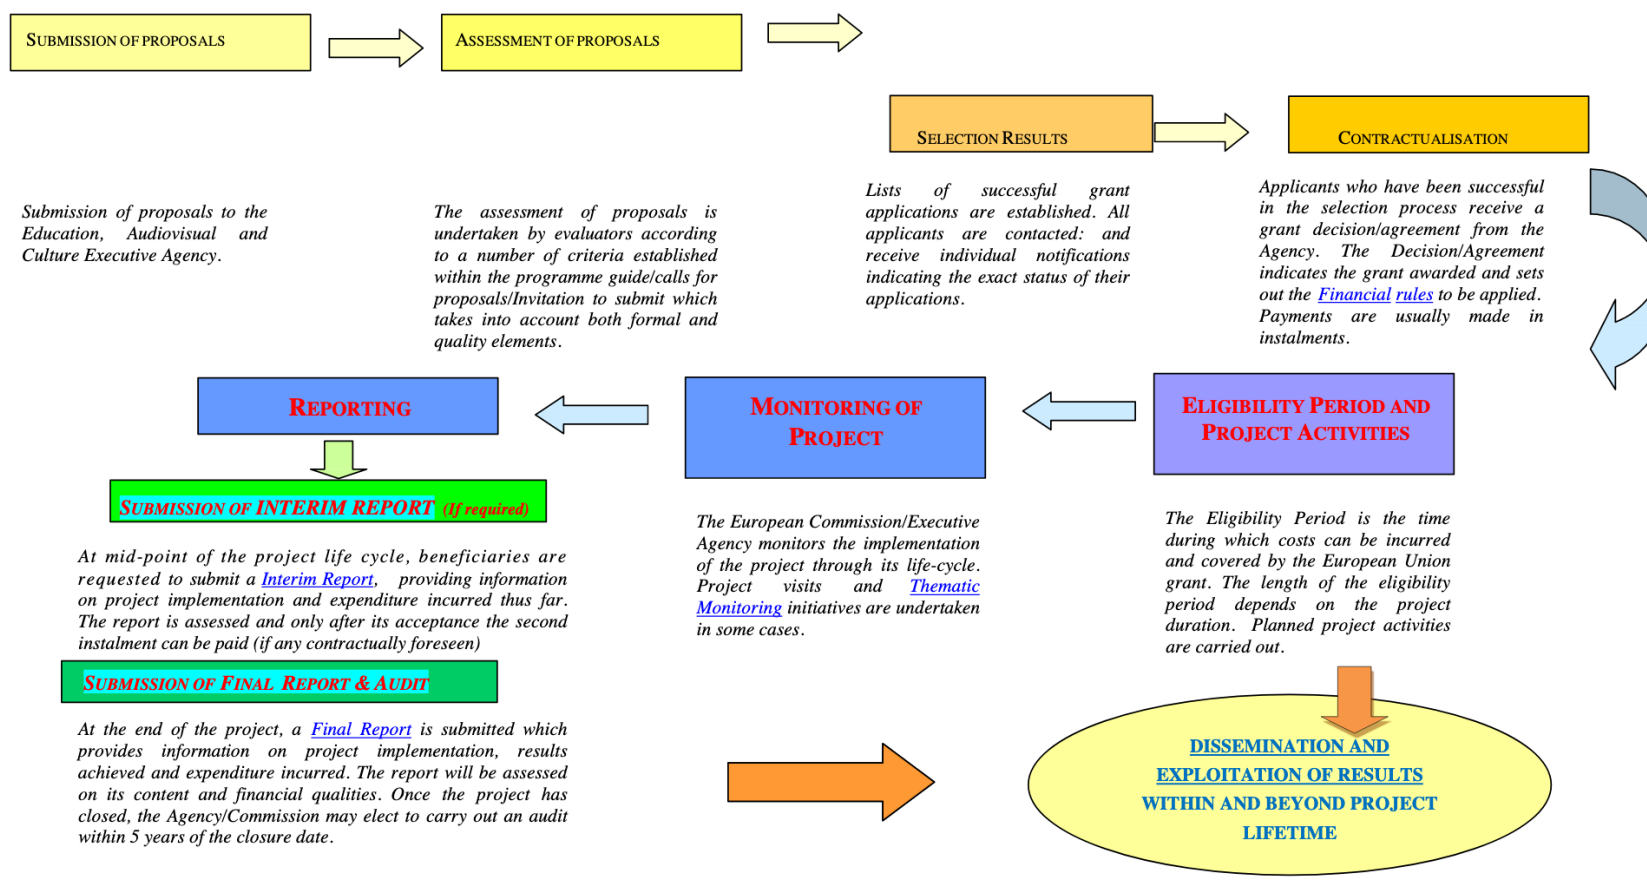 SUBMISSION OF PROPOSALS
ASSESSMENT OF PROPOSALS
SELECTION RESULTS
CONTRACTUALISATION
Submission of proposals to the
Education, Audiovisual and
Culture Executive Agency.
The assessment of proposals is
undertaken by evaluators according
to a number of criteria established
within the programme guide/calls for
proposals/Invitation to submit which
takes into account both formal and
quality elements.
Lists of successful grant
applications are established. All
applicants are contacted: and
receive individual notifications
indicating the exact status of their
applications.
Applicants who have been successful
in the selection process receive a
grant decision/agreement from the
Agency. The Decision/Agreement
indicates the grant awarded and sets
out the Financial rules to be applied.
Payments are usually made in
instalments.
ELIGIBILITY PERIOD AND
PROJECT ACTIVITIES
The Eligibility Period is the time
during which costs can be incurred
and covered by the European Union
grant. The length of the eligibility
period depends on the project
duration. Planned project activities
are carried out.
MONITORING OF
PROJECT
The European Commission/Executive
Agency monitors the implementation
of the project through its life-cycle.
Project visits and Thematic
Monitoring initiatives are undertaken
in some cases.
REPORTING
SUBMISSION OF INTERIM REPORT (If required)
At mid-point of the project life cycle, beneficiaries are
requested to submit a Interim Report, providing information
on project implementation and expenditure incurred thus far.
The report is assessed and only after its acceptance the second
instalment can be paid (if any contractually foreseen)
SUBMISSION OF FINAL REPORT & AUDIT
At the end of the project, a Final Report is submitted which
provides information on project implementation, results
achieved and expenditure incurred. The report will be assessed
on its content and financial qualities. Once the project has
closed, the Agency/Commission may elect to carry out an audit
within 5 years of the closure date.
DISSEMINATION AND
EXPLOITATION OF RESULTS
WITHIN AND BEYOND PROJECT
LIFETIME